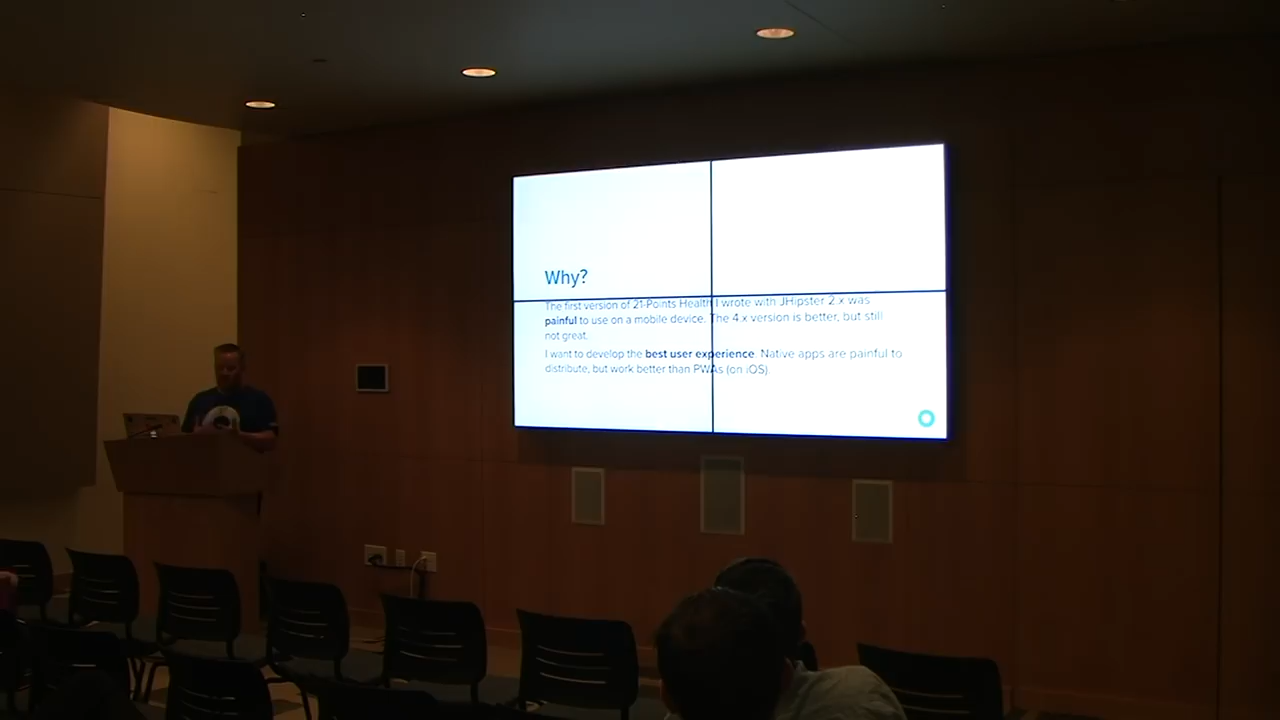 Why?
The first version of 21-Points Health I wrote with JHipster 2.x was
painful to use on a mobile device. The 4.x version is better, but still
not great.
I want to develop the best user experience. Native apps are painful to
distribute, but work better than PWAs (on iOS).